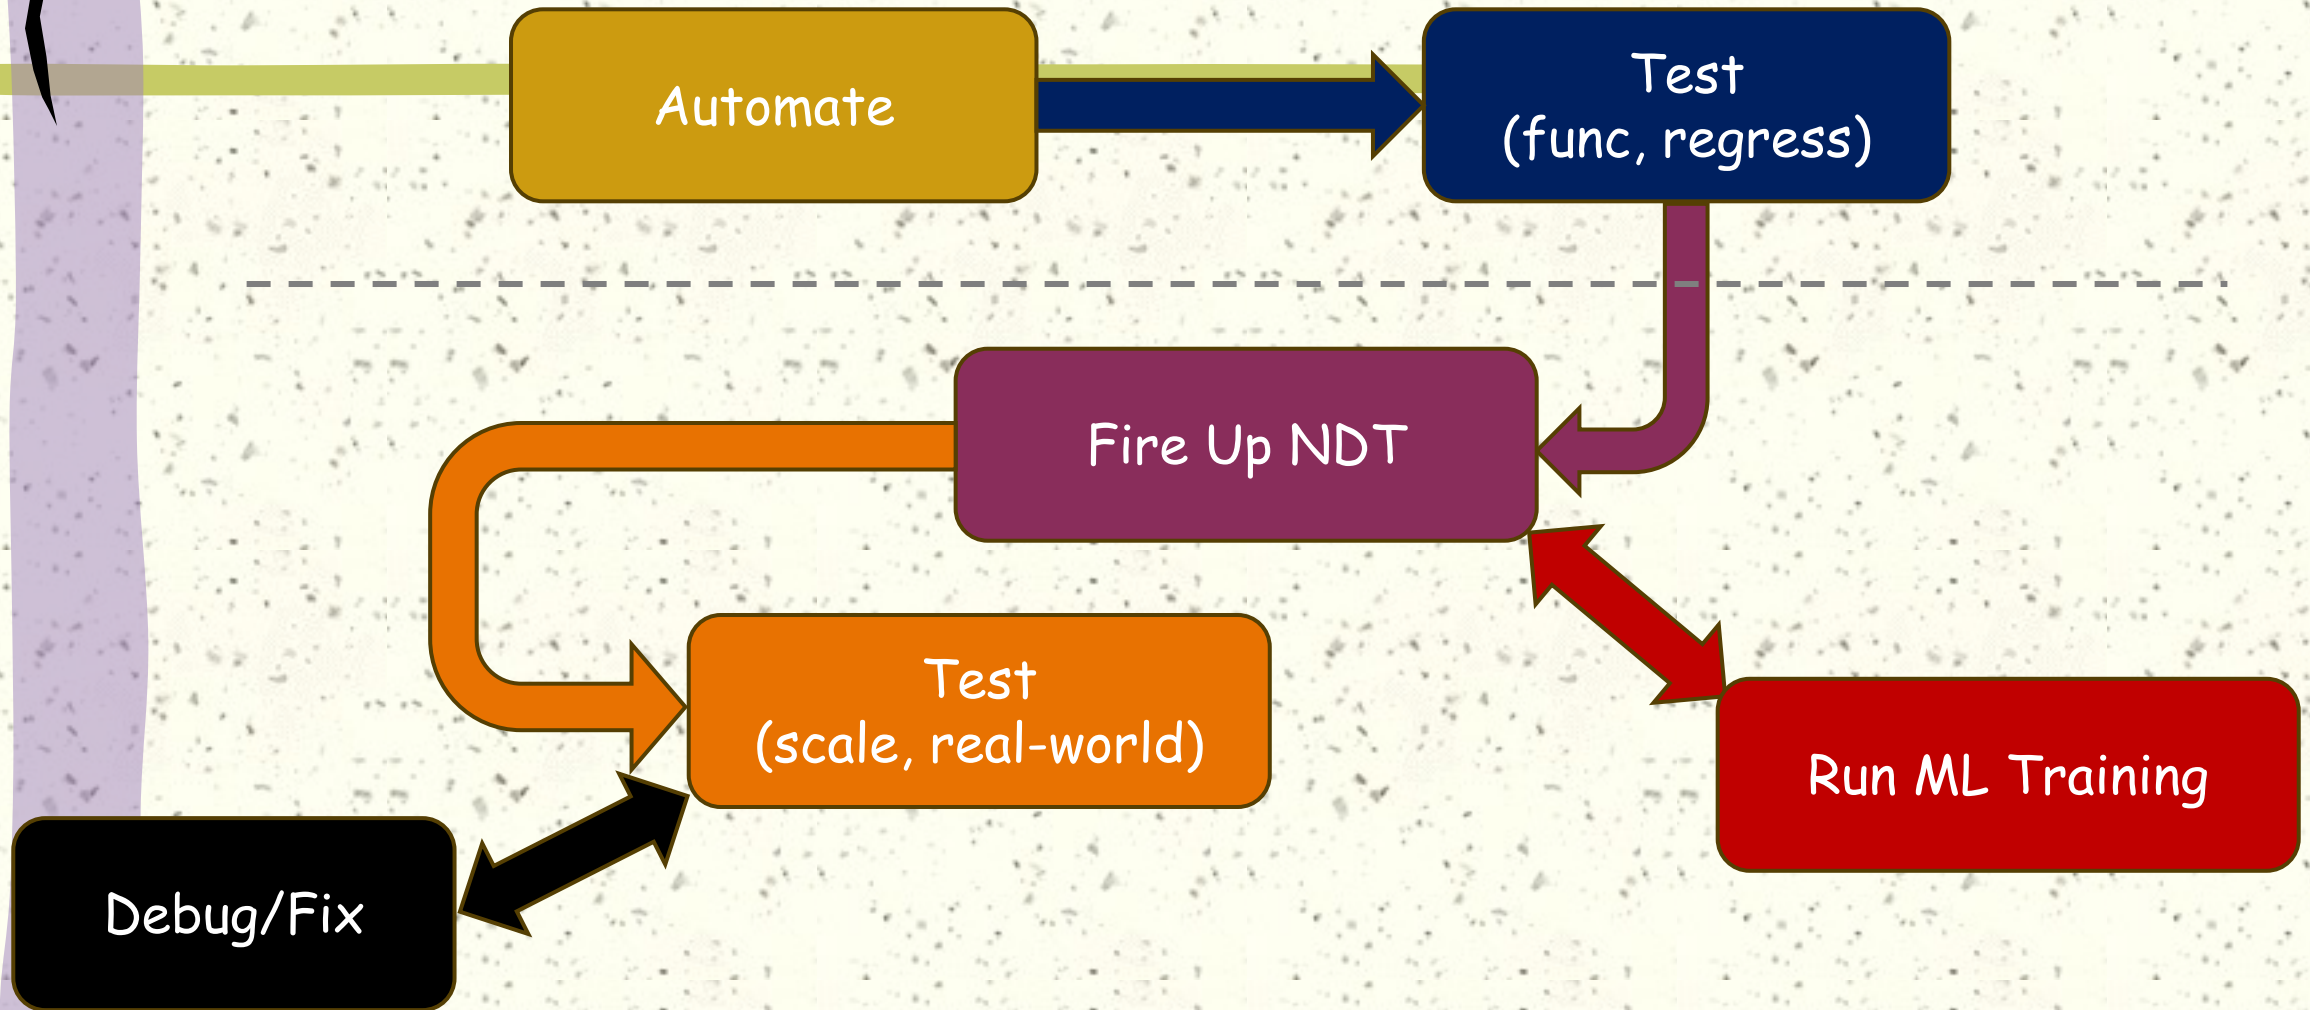 Automate
Test
(func, regress)
Fire Up NDT
Test
(scale, real-world)
Run ML Training
Debug/Fix